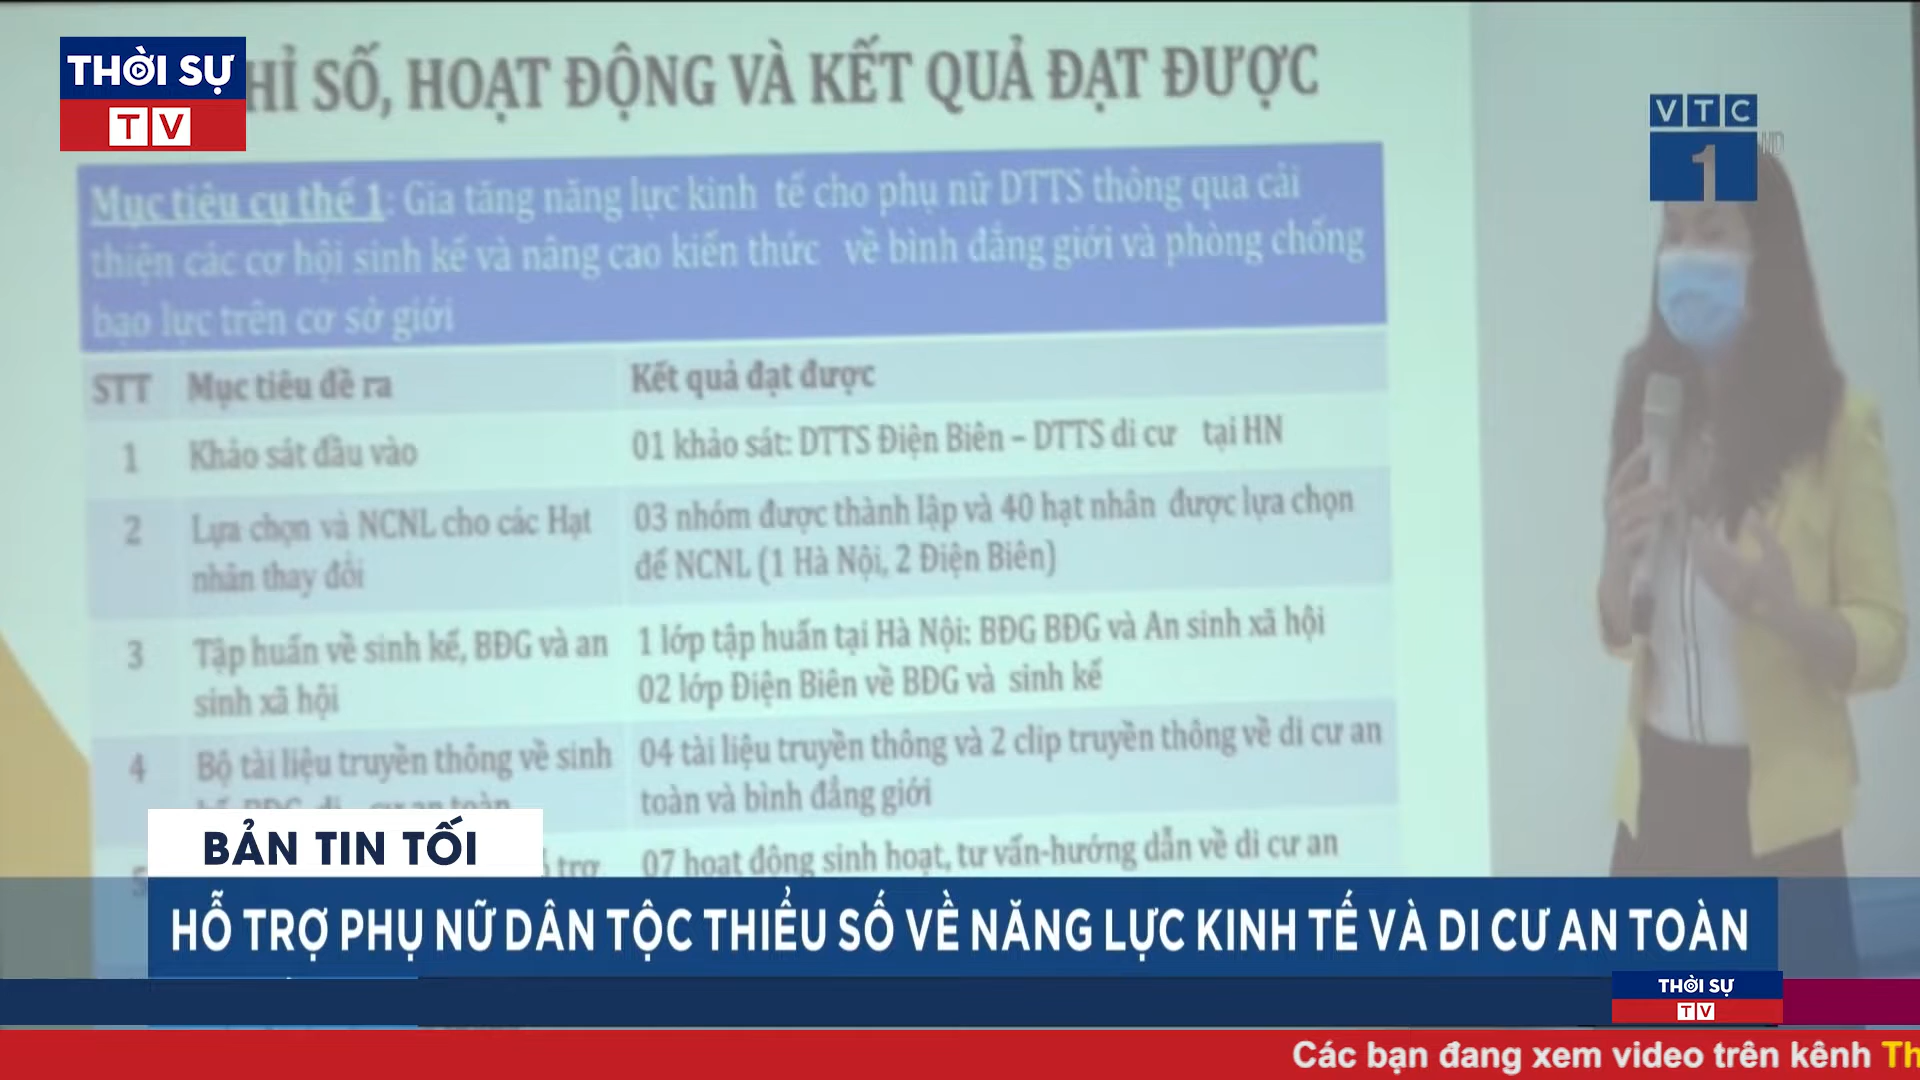 THỜI SỰ
TV
HỈ SỐ, HOẠT ĐỘNG VÀ KẾT QUẢ ĐẠT ĐƯỢC
VTC
1
HD
Mục tiêu cụ thể 1: Gia tăng năng lực kinh tế cho phụ nữ DTTS thông qua cải
thiện các cơ hội sinh kế và nâng cao kiến thức về bình đẳng giới và phòng chống
bạo lực trên cơ sở giới
STT Mục tiêu đề ra Kết quả đạt được
1 Khảo sát đầu vào 01 khảo sát: DTTS Điện Biên – DTTS di cư tại HN
2 Lựa chọn và NCNL cho các Hạt 03 nhóm được thành lập và 40 hạt nhân được lựa chọn
nhân thay đổi để NCNL (1 Hà Nội, 2 Điện Biên)
3 Tập huấn về sinh kế, BĐG và an 1 lớp tập huấn tại Hà Nội: BĐG BĐG và An sinh xã hội
sinh xã hội 02 lớp Điện Biên về BĐG và sinh kế
4 Bộ tài liệu truyền thông về sinh 04 tài liệu truyền thông và 2 clip truyền thông về di cư an
toàn và bình đẳng giới
5 trợ 07 hoạt động sinh hoạt, tư vấn-hướng dẫn về di cư an
BẢN TIN TỐI
HỖ TRỢ PHỤ NỮ DÂN TỘC THIỂU SỐ VỀ NĂNG LỰC KINH TẾ VÀ DI CƯ AN TOÀN
THỜI SỰ
TV
Các bạn đang xem video trên kênh Th